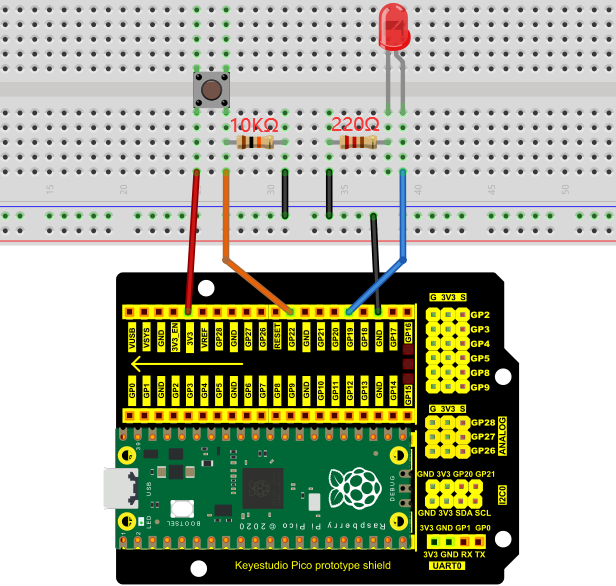 10KΩ 220Ω
15 20 30 35 40 45 50
VUSB VSYS GND 3V3_EN 3V3 VREF GP28 GND GP27 GP26 RESET GP22 GND GP21 GP20 GP19 GP18 GND GP17 GP16
GP0 GP1 GND GP2 GP3 GP4 GP5 GND GP6 GP7 GP8 GP9 GND GP10 GP11 GP12 GP13 GND GP14 GP15
G 3V3 S
GP2
GP3
GP4
GP5
GP8
GP9
G 3V3 S
GP28
GP27
GP26
ANALOG
GND 3V3 GP20 GP21
GND 3V3 SDA SCL
I2C0
3V3 GND GP1 GP0
3V3 GND RX TX
UART0
USB
LED
BOOTSEL
Raspberry Pi Pico © 2020
DEBUG
1
2
39
Keyestudio Pico prototype shield